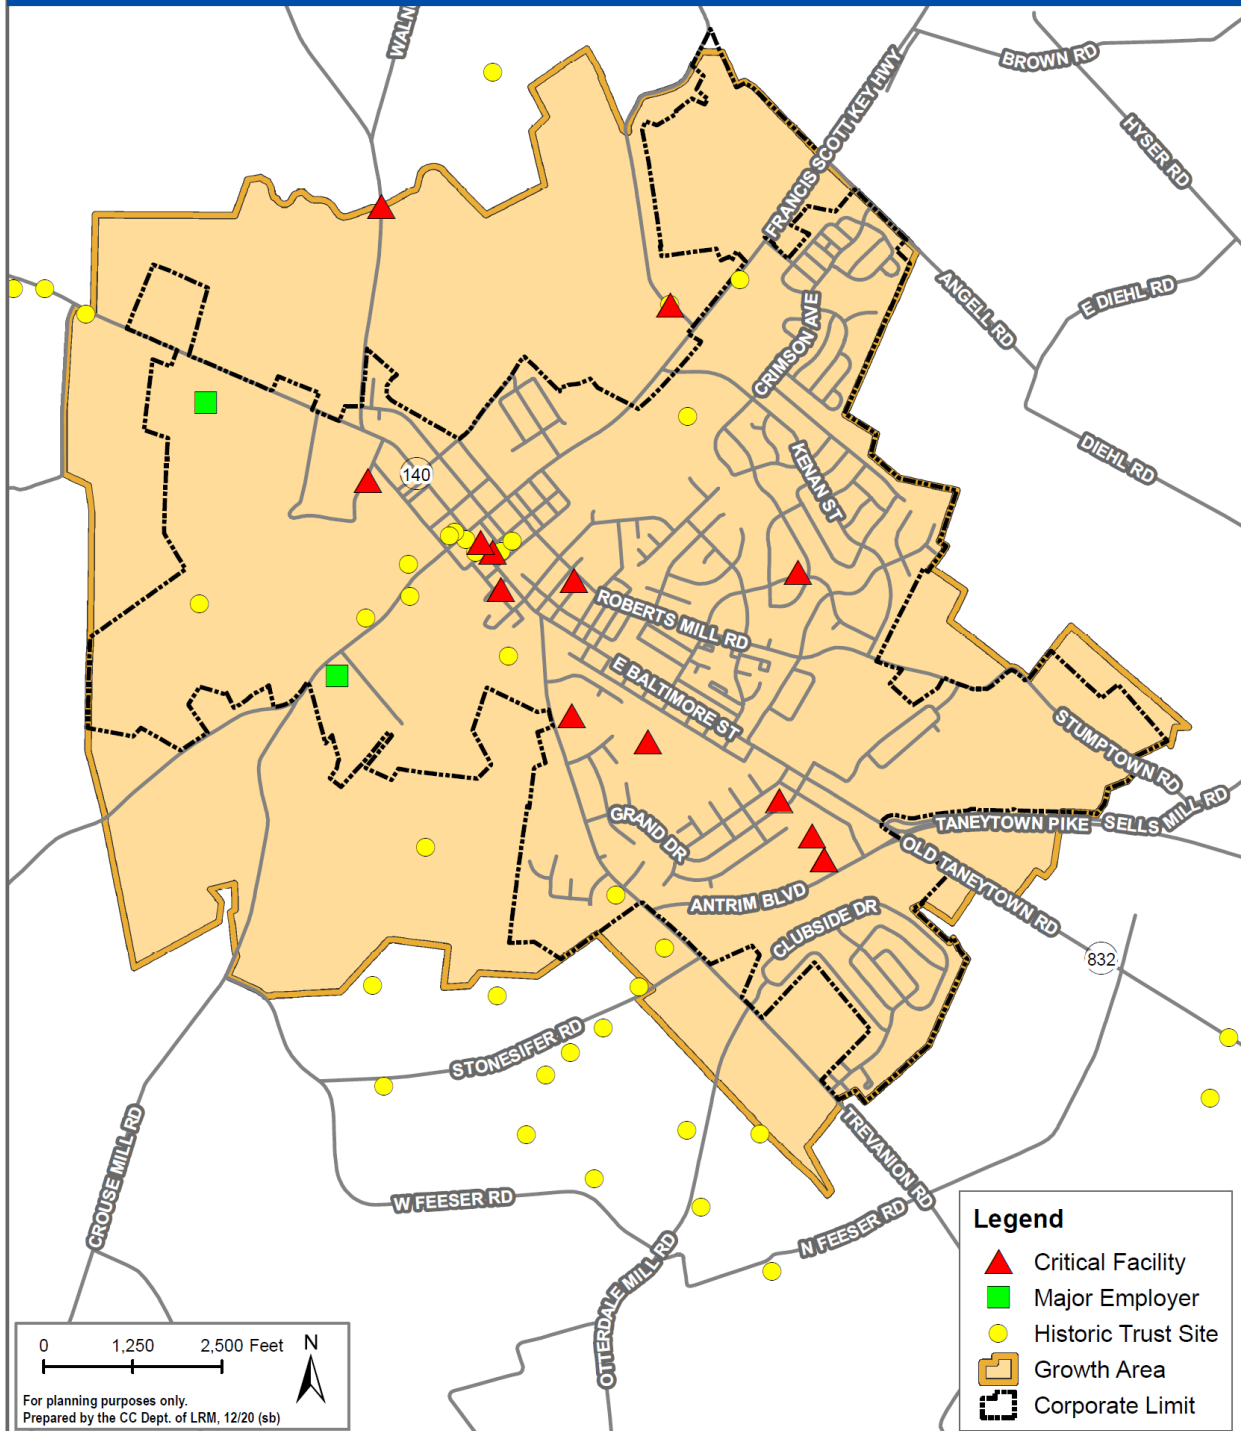 WALN
BROWN RD
FRANCIS SCOTT KEY HWY
HYSER RD
ANGELL RD
E DIEHL RD
CRIMSON AVE
DIEHL RD
KENAN ST
140
ROBERTS MILL RD
E BALTIMORE ST
STUMPTOWN RD
GRAND DR
TANEYTOWN PIKE
SELLS MILL RD
OLD TANEYTOWN RD
ANTRIM BLVD
CLUBSIDE DR
832
STONESIFER RD
CROUSE MILL RD
TREVANION RD
W FEESER RD
N FEESER RD
OTTERDALE MILL RD
Legend
Critical Facility
Major Employer
Historic Trust Site
Growth Area
Corporate Limit
0 1,250 2,500 Feet
N
For planning purposes only.
Prepared by the CC Dept. of LRM, 12/20 (sb)